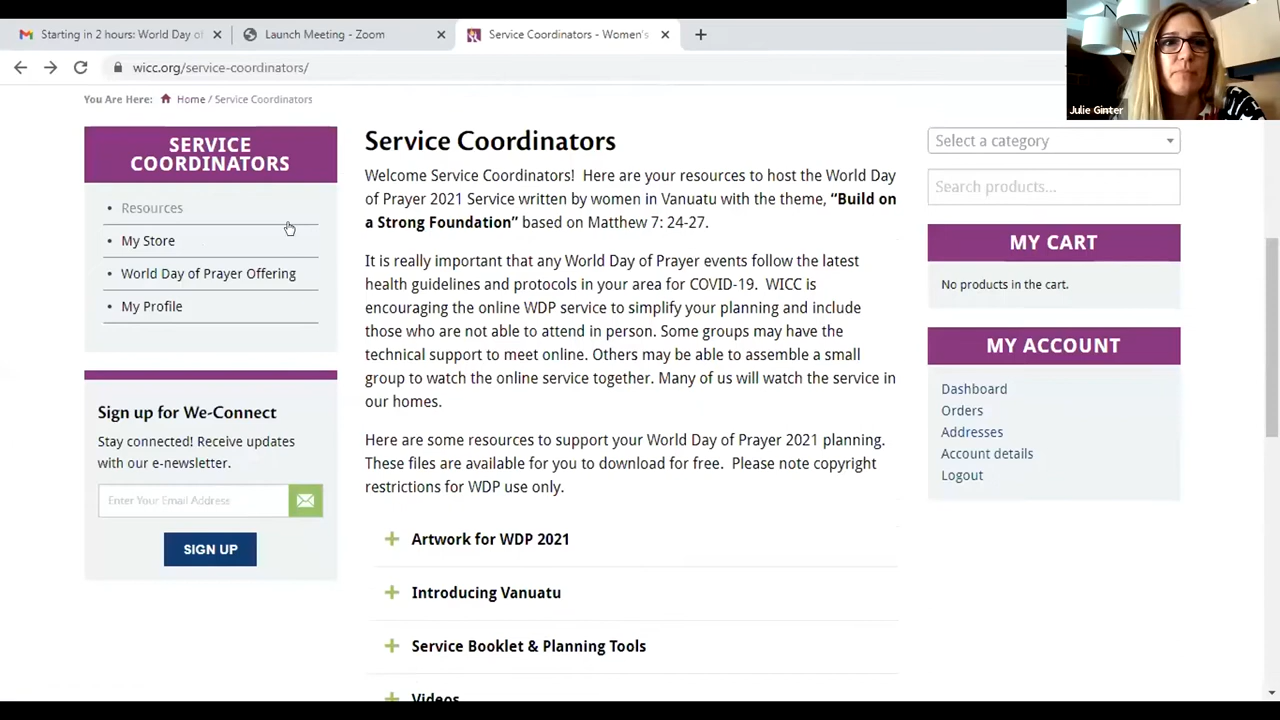 Starting in 2 hours: World Day of
Launch Meeting - Zoom
Service Coordinators - Women's
wicc.org/service-coordinators/
Julie Ginter
You Are Here: Home / Service Coordinators
SERVICE
COORDINATORS
Resources
My Store
World Day of Prayer Offering
My Profile
Sign up for We-Connect
Stay connected! Receive updates
with our e-newsletter.
Enter Your Email Address
SIGN UP
Service Coordinators
Welcome Service Coordinators! Here are your resources to host the World Day
of Prayer 2021 Service written by women in Vanuatu with the theme, “Build on
a Strong Foundation” based on Matthew 7: 24-27.
It is really important that any World Day of Prayer events follow the latest
health guidelines and protocols in your area for COVID-19. WICC is
encouraging the online WDP service to simplify your planning and include
those who are not able to attend in person. Some groups may have the
technical support to meet online. Others may be able to assemble a small
group to watch the online service together. Many of us will watch the service in
our homes.
Here are some resources to support your World Day of Prayer 2021 planning.
These files are available for you to download for free. Please note copyright
restrictions for WDP use only.
Artwork for WDP 2021
Introducing Vanuatu
Service Booklet & Planning Tools
Videos
Select a category
Search products...
MY CART
No products in the cart.
MY ACCOUNT
Dashboard
Orders
Addresses
Account details
Logout